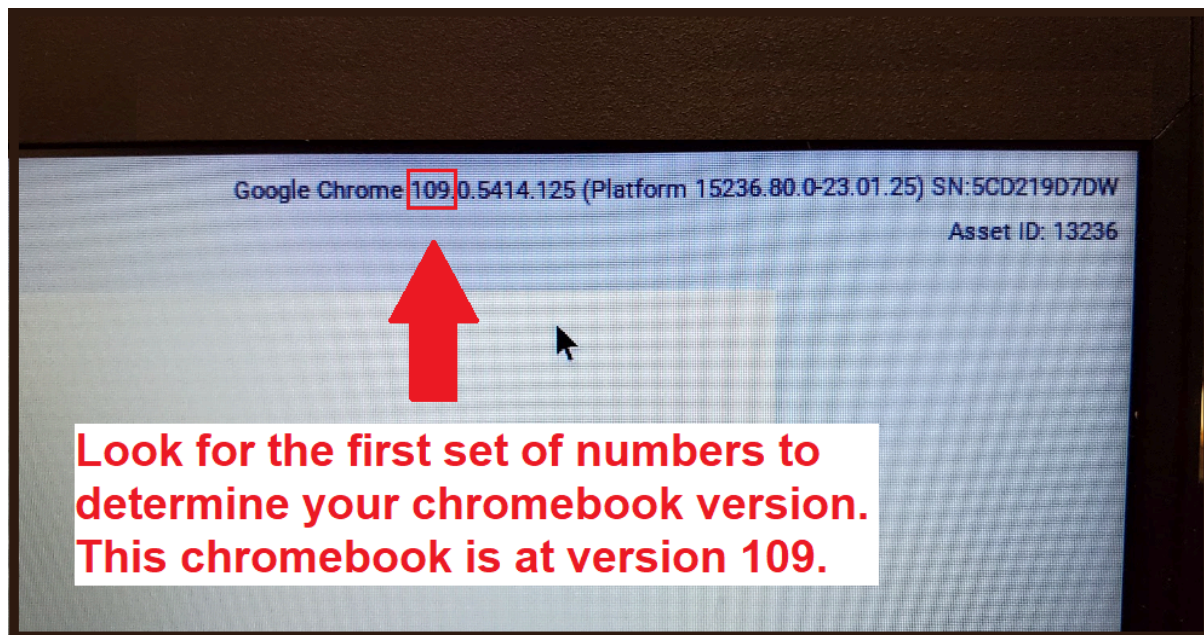 Google Chrome 109.0.5414.125 (Platform 15236.80.0-23.01.25) SN:5CD219D7DW
Asset ID: 13236
Look for the first set of numbers to
determine your chromebook version.
This chromebook is at version 109.